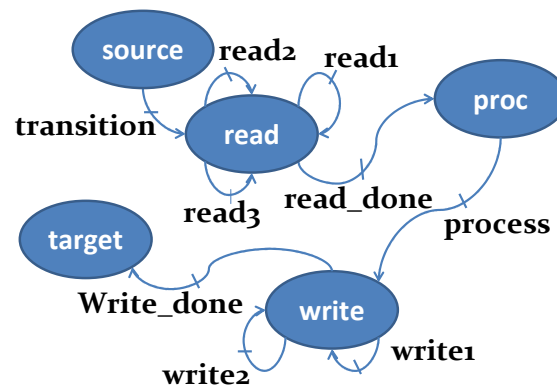 source
read2
read1
transition
read
proc
read3
read_done
process
target
Write_done
write
write2
write1